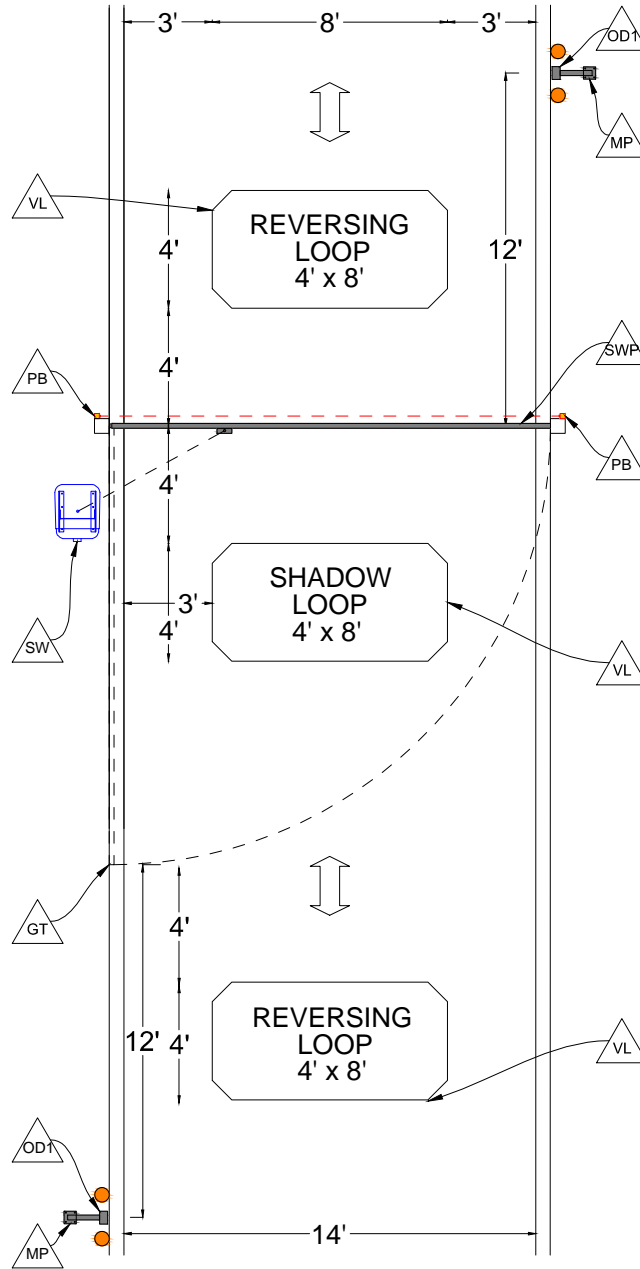 3' 8' 3'
OD1
MP
VL
REVERSING
LOOP
4' x 8'
4'
12'
4'
SWP
PB
PB
4'
SW
SHADOW
LOOP
4' x 8'
3'
4'
VL
GT
4'
REVERSING
LOOP
4' x 8'
12'
4'
VL
OD1
MP
14'